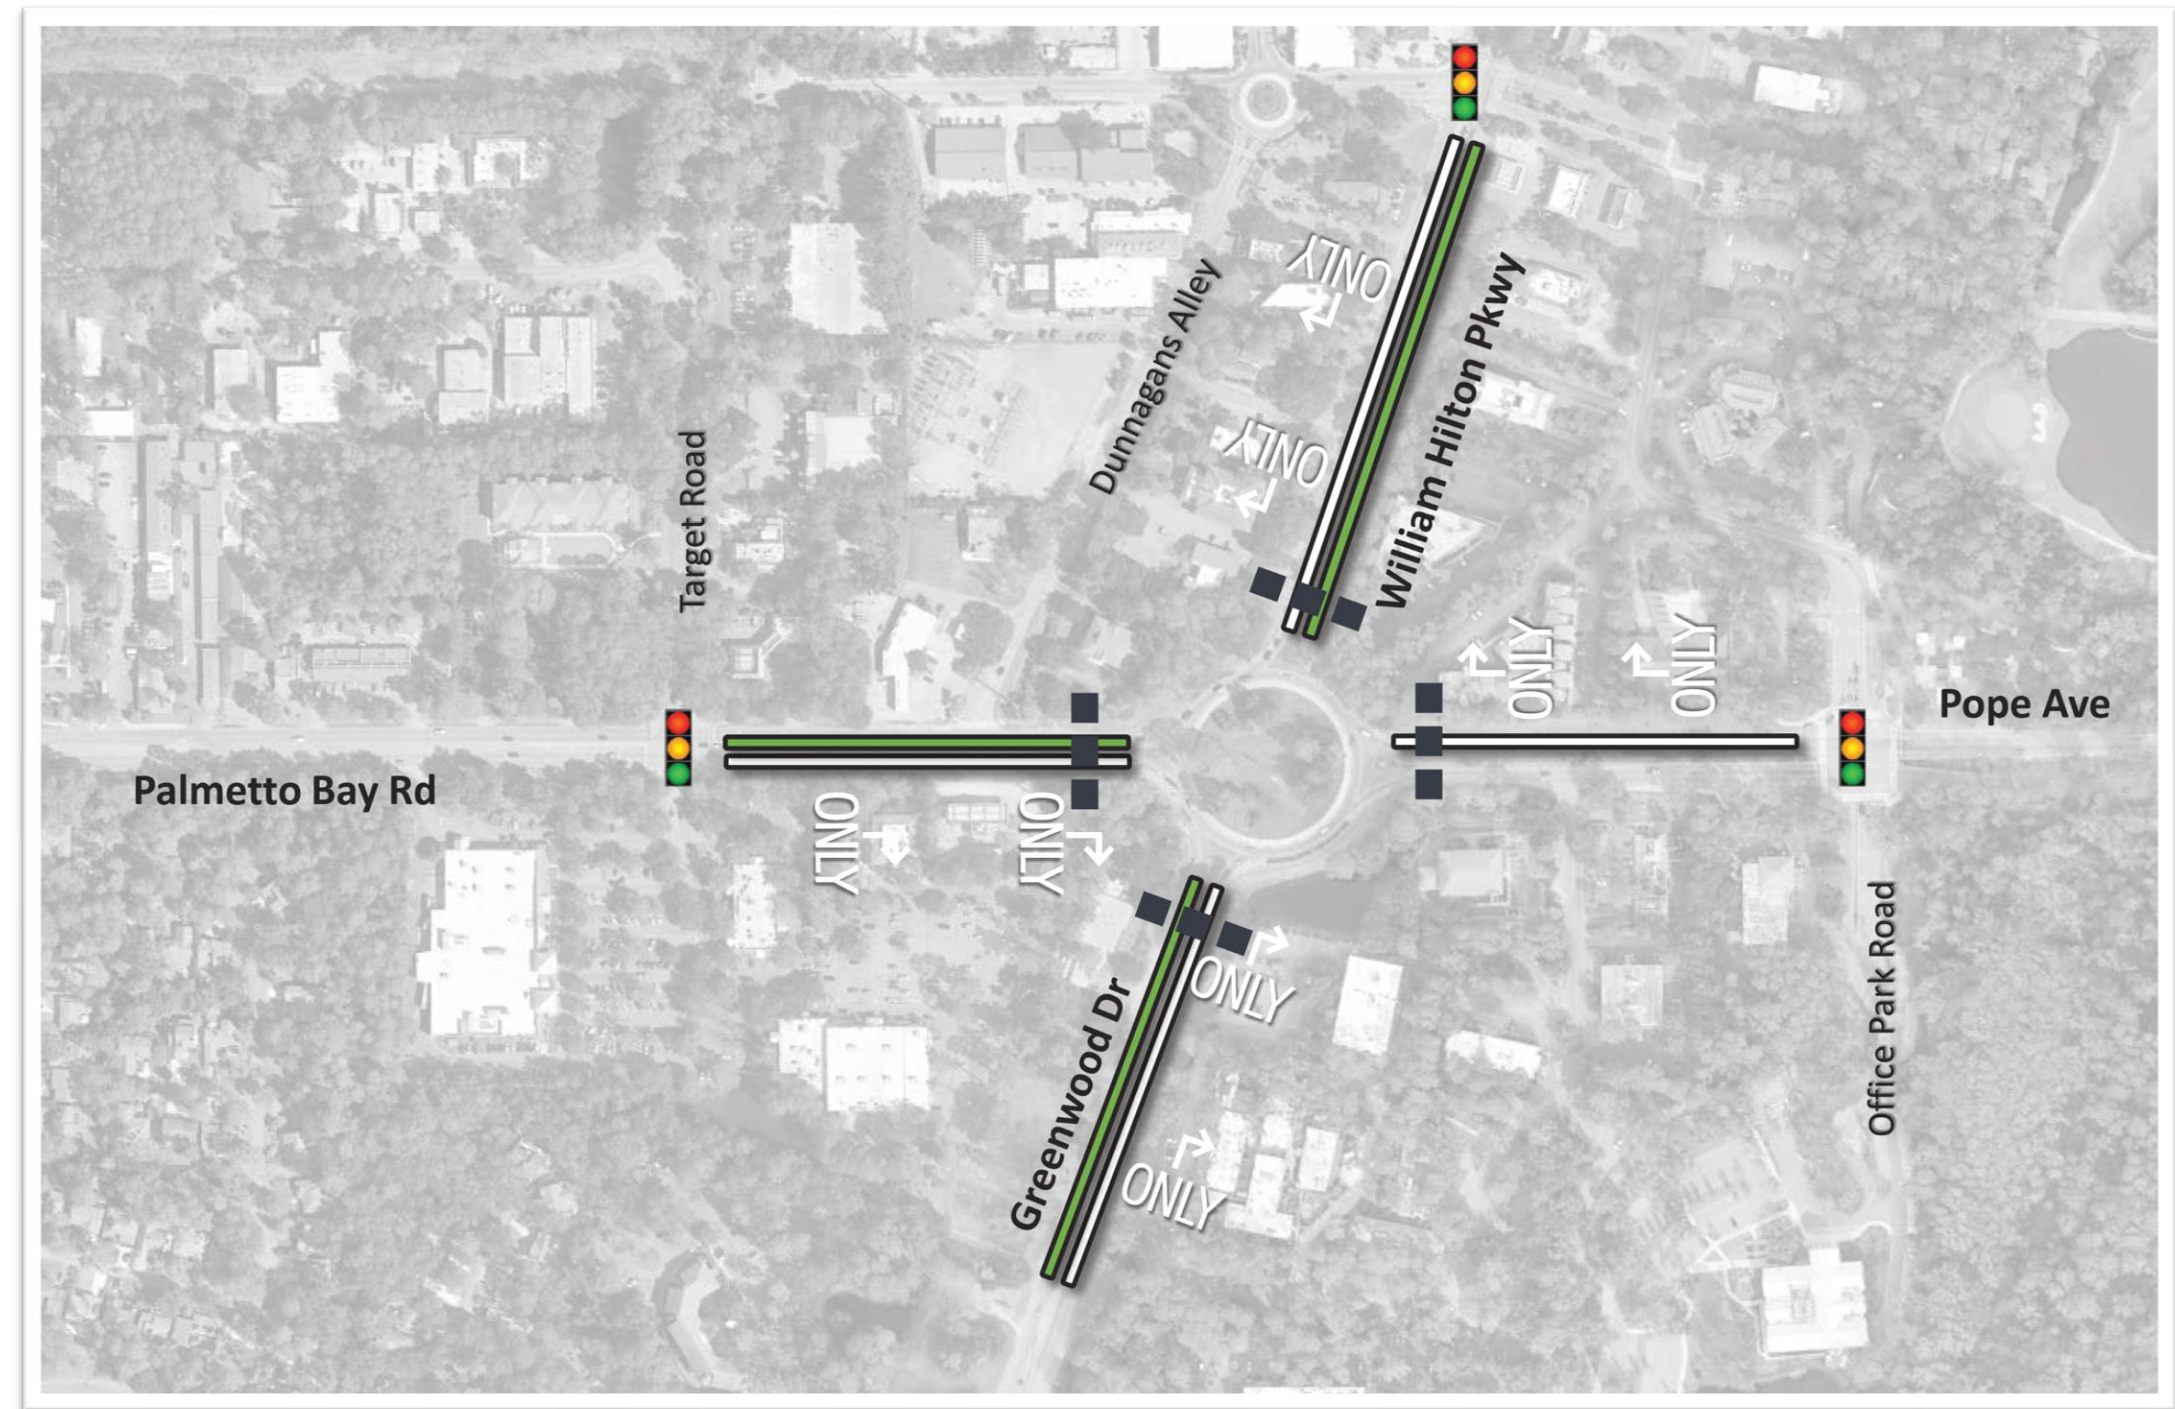 ONLY
William Hilton Pkwy
Dunnagans Alley
ONLY
Target Road
ONLY
ONLY
Pope Ave
Palmetto Bay Rd
ONLY
ONLY
Office Park Road
ONLY
Greenwood Dr
ONLY